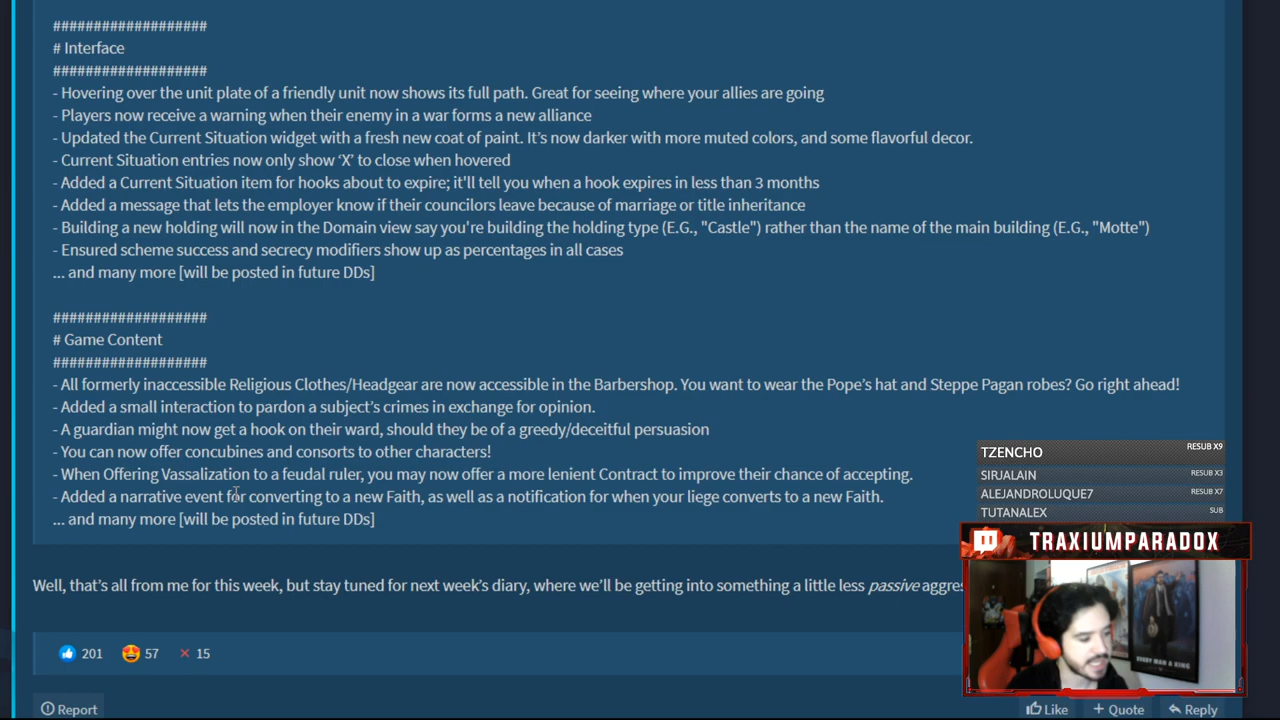 ###################
# Interface
###################
- Hovering over the unit plate of a friendly unit now shows its full path. Great for seeing where your allies are going
- Players now receive a warning when their enemy in a war forms a new alliance
- Updated the Current Situation widget with a fresh new coat of paint. It’s now darker with more muted colors, and some flavorful decor.
- Current Situation entries now only show ‘X’ to close when hovered
- Added a Current Situation item for hooks about to expire; it'll tell you when a hook expires in less than 3 months
- Added a message that lets the employer know if their councilors leave because of marriage or title inheritance
- Building a new holding will now in the Domain view say you're building the holding type (E.G., "Castle") rather than the name of the main building (E.G., "Motte")
- Ensured scheme success and secrecy modifiers show up as percentages in all cases
... and many more [will be posted in future DDs]
###################
# Game Content
###################
- All formerly inaccessible Religious Clothes/Headgear are now accessible in the Barbershop. You want to wear the Pope’s hat and Steppe Pagan robes? Go right ahead!
- Added a small interaction to pardon a subject’s crimes in exchange for opinion.
- A guardian might now get a hook on their ward, should they be of a greedy/deceitful persuasion
- You can now offer concubines and consorts to other characters!
- When Offering Vassalization to a feudal ruler, you may now offer a more lenient Contract to improve their chance of accepting.
- Added a narrative event for converting to a new Faith, as well as a notification for when your liege converts to a new Faith.
... and many more [will be posted in future DDs]
TZENCHO RESUB X9
SIRJALAIN RESUB X3
ALEJANDROLUQUE7 RESUB X7
TUTANALEX SUB
TRAXIUMPARADOX
Well, that’s all from me for this week, but stay tuned for next week’s diary, where we’ll be getting into something a little less passive aggres
EVERY MAN A KING
201 57 15
Report Like + Quote Reply